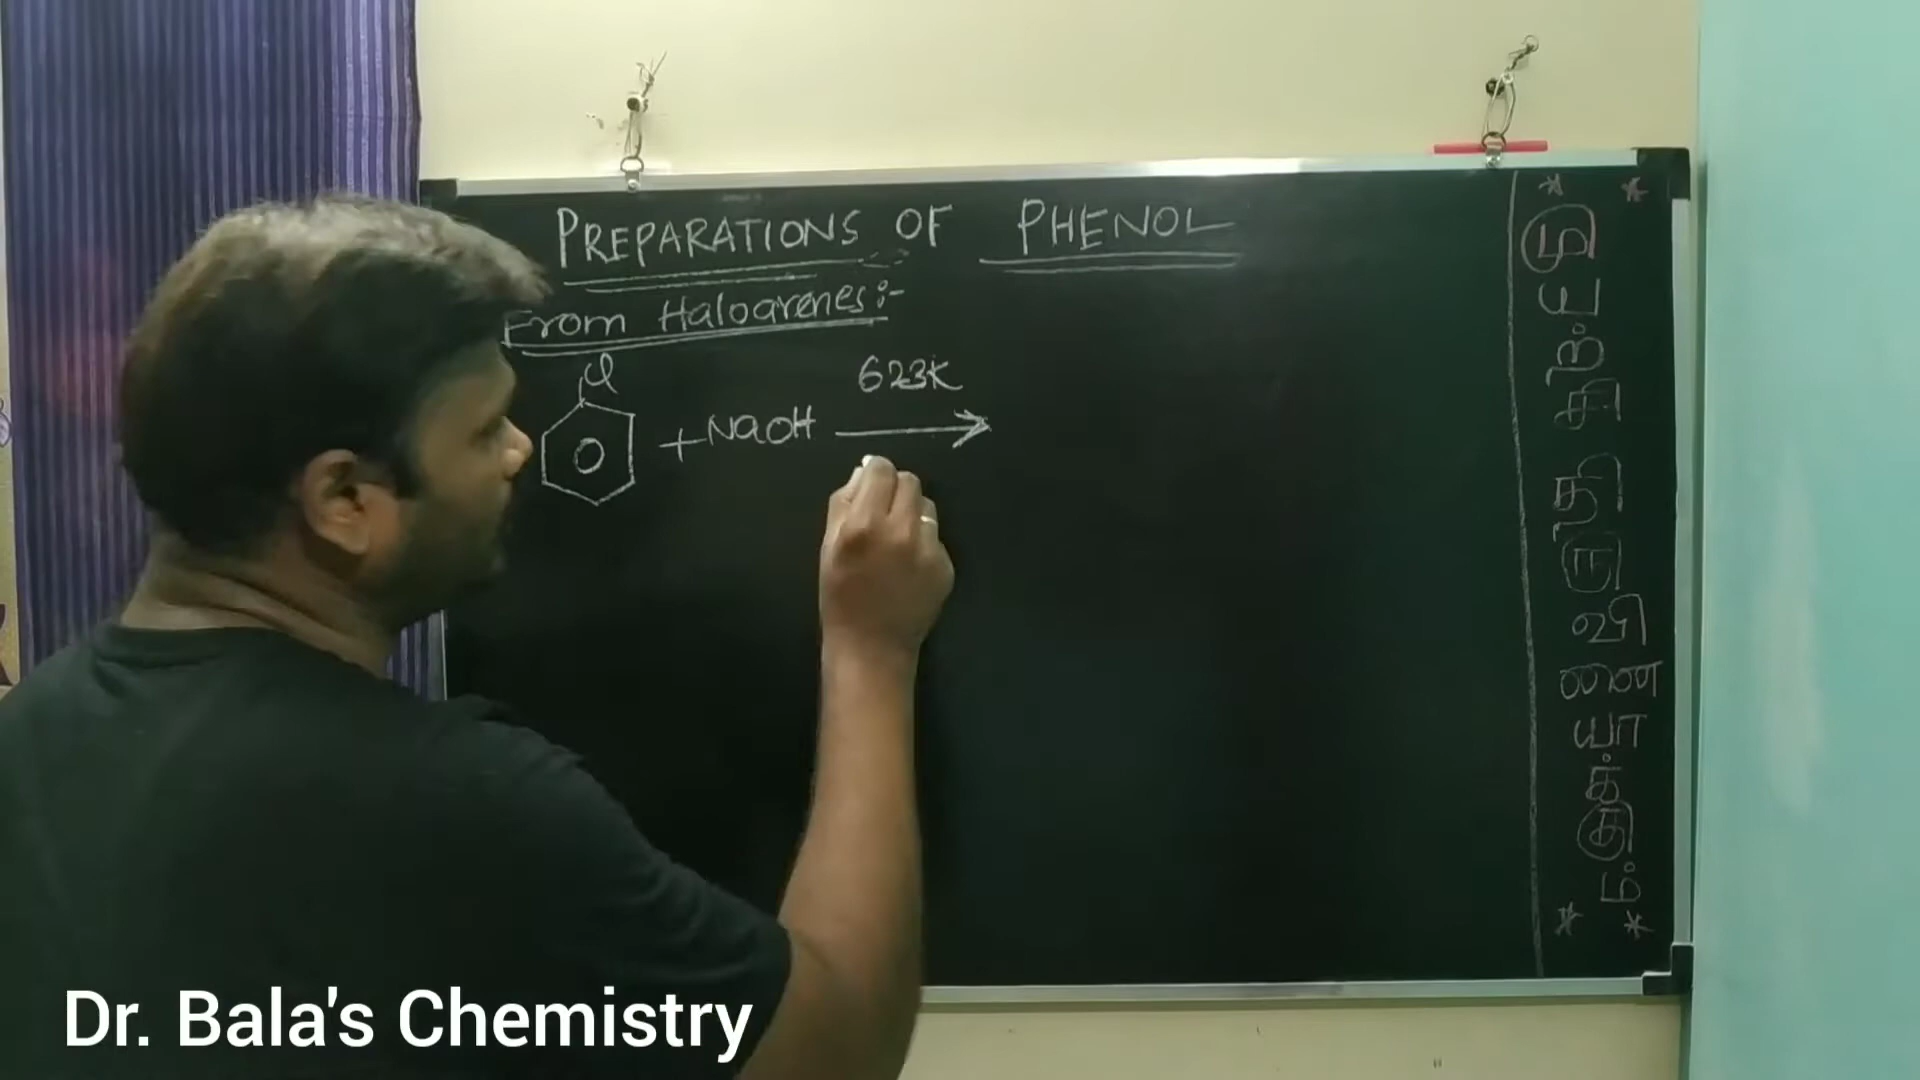 PREPARATIONS OF PHENOL
From Haloarenes:-
Cl
623K
+ NaOH
Dr. Bala's Chemistry